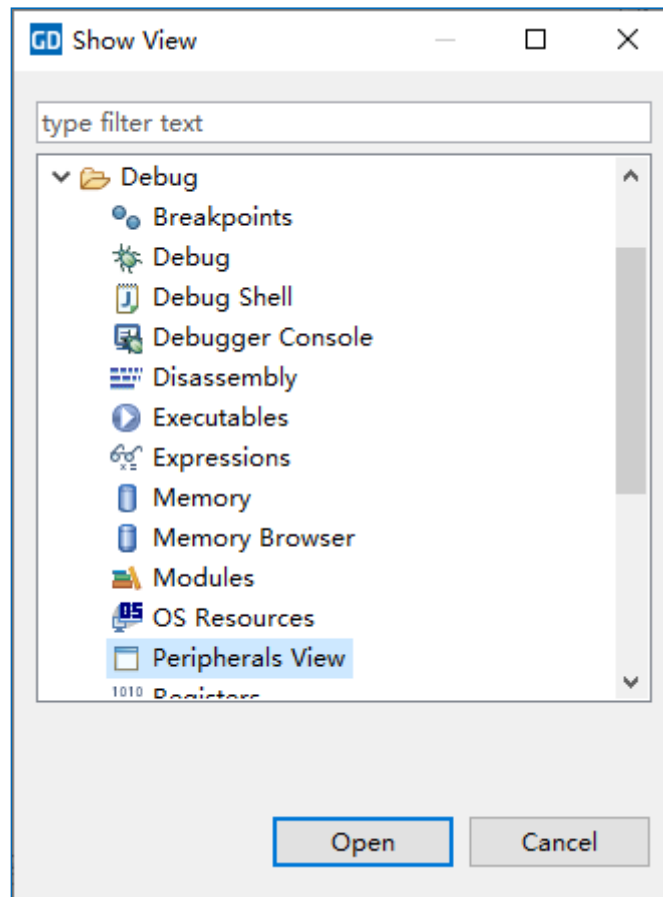 GD Show View
type filter text
Debug
Breakpoints
Debug
Debug Shell
Debugger Console
Disassembly
Executables
Expressions
Memory
Memory Browser
Modules
OS Resources
Peripherals View
1010 Registers
Open
Cancel